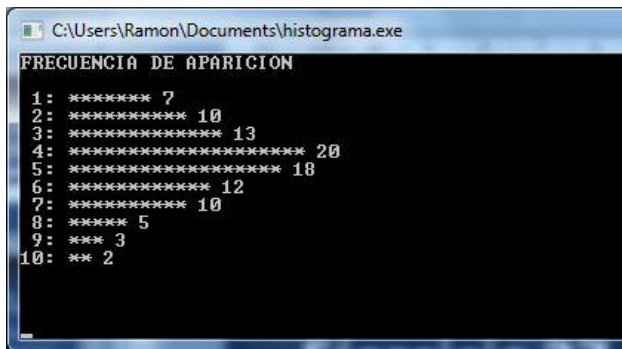 C:\Users\Ramon\Documents\histograma.exe
FRECUENCIA DE APARICION
1: ******* 7
2: ********** 10
3: ************* 13
4: ******************** 20
5: ****************** 18
6: ************ 12
7: ********** 10
8: ***** 5
9: *** 3
10: ** 2